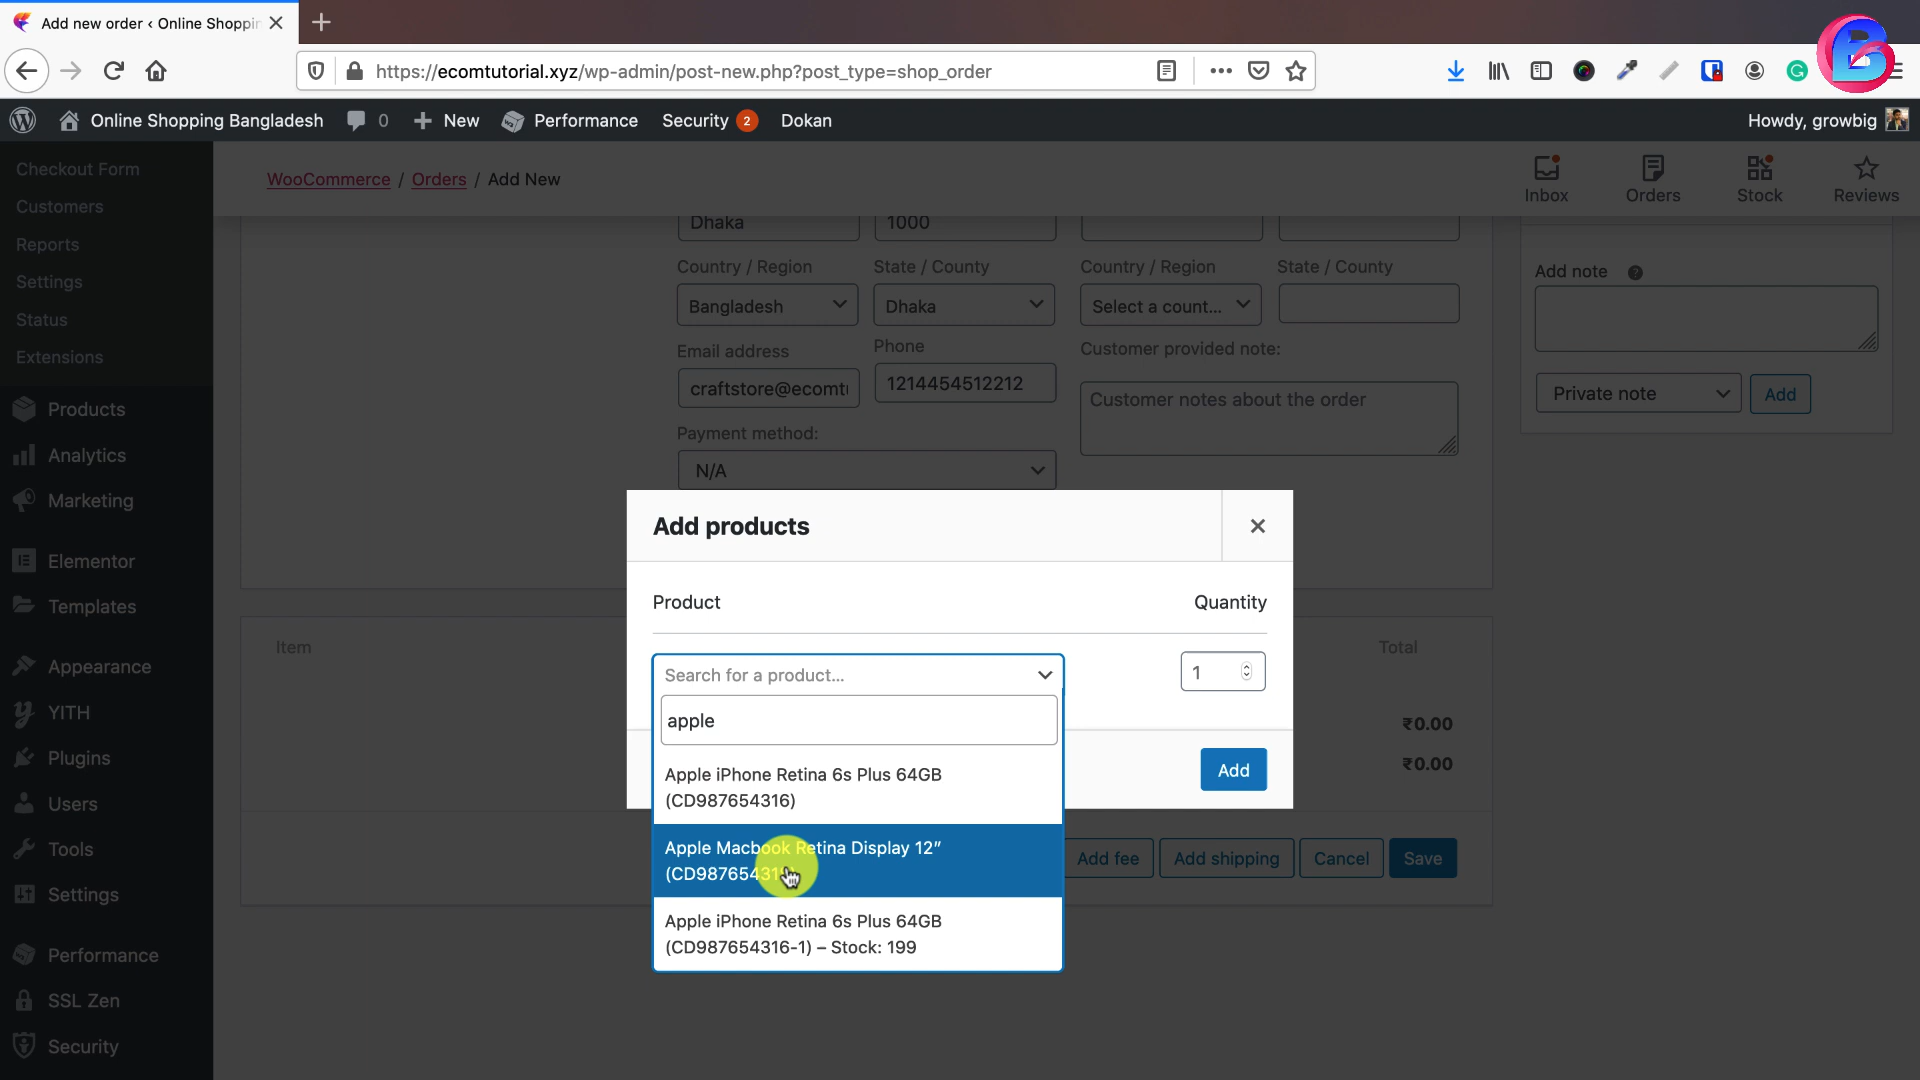 Add new order ‹ Online Shoppin
https://ecomtutorial.xyz/wp-admin/post-new.php?post_type=shop_order
Online Shopping Bangladesh
0
New
Performance
Security 2
Dokan
Howdy, growbig
Checkout Form
Customers
Reports
Settings
Status
Extensions
Products
Analytics
Marketing
Elementor
Templates
Appearance
YITH
Plugins
Users
Tools
Settings
Performance
SSL Zen
Security
WooCommerce / Orders / Add New
Inbox
Orders
Stock
Reviews
Dhaka
1000
Country / Region
State / County
Country / Region
State / County
Bangladesh
Dhaka
Select a count...
Email address
Phone
Customer provided note:
craftstore@ecomtu
1214454512212
Customer notes about the order
Payment method:
N/A
Add note
Private note
Add
Add products
Product
Quantity
Search for a product...
1
apple
Apple iPhone Retina 6s Plus 64GB
(CD987654316)
Apple Macbook Retina Display 12”
Apple iPhone Retina 6s Plus 64GB
(CD987654316-1) – Stock: 199
Add
Item
Total
₹0.00
₹0.00
Add fee
Add shipping
Cancel
Save